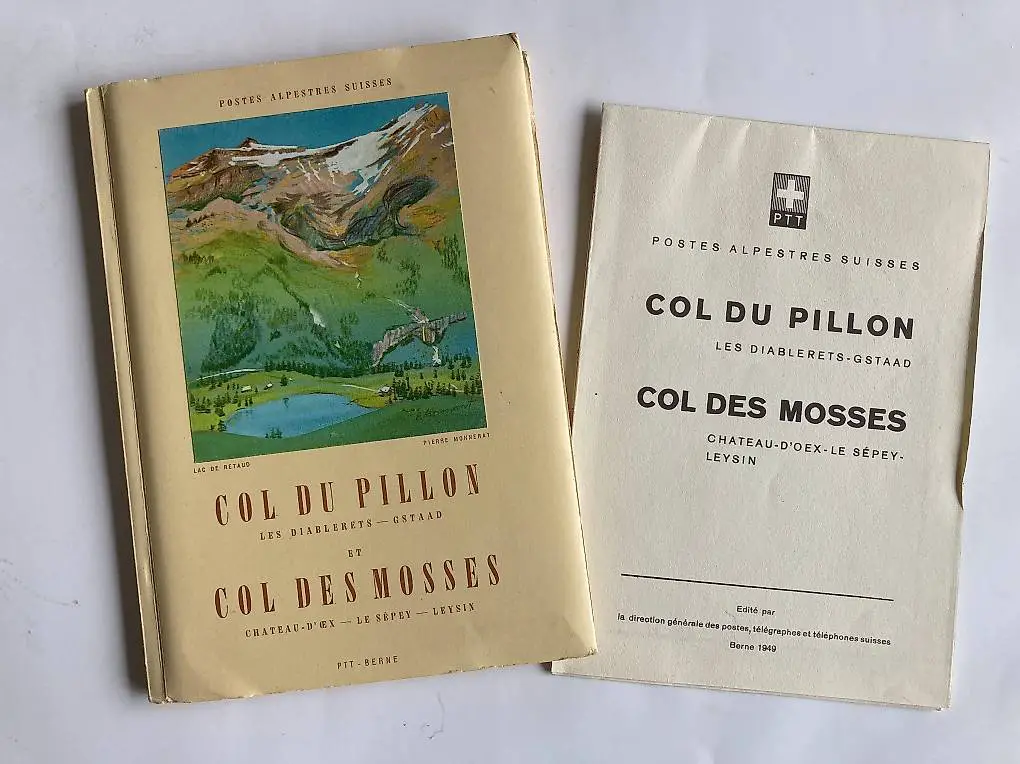 POSTES ALPESTRES SUISSES
LAC DE RETAUD
PIERRE MONNERAT
COL DU PILLON
LES DIABLERETS — GSTAAD
ET
COL DES MOSSES
CHATEAU-D'ŒX — LE SÉPEY — LEYSIN
PTT - BERNE
PTT
POSTES ALPESTRES SUISSES
COL DU PILLON
LES DIABLERETS-GSTAAD
COL DES MOSSES
CHATEAU-D'OEX-LE SÉPEY-
LEYSIN
Edité par
la direction générale des postes, télégraphes et téléphones suisses
Berne 1949